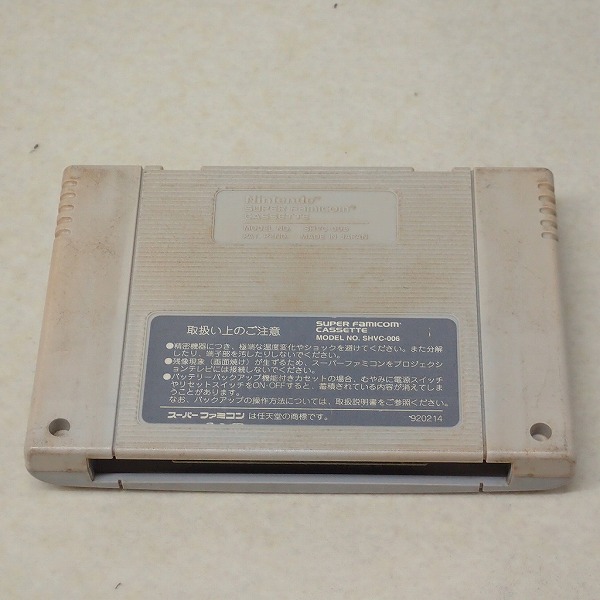 Nintendo®
SUPER FAMICOM®
CASSETTE
MODEL NO. SHVC-006
MADE IN JAPAN
取扱い上のご注意
SUPER FAMICOM®
CASSETTE
MODEL NO. SHVC-006
●精密機器につき、極端な温度変化やショックを避けてください。また分解
したり、端子部を汚したりしないでください。
●残像現象（画面焼け）が生ずるため、スーパーファミコンをプロジェクシ
ョンテレビには接続しないでください。
●バッテリーバックアップ機能付きカセットの場合、むやみに電源スイッチ
やリセットスイッチをON-OFFすると、蓄積されている内容が消えてしま
うことがあります。
なお、バックアップの操作方法については、取扱説明書をご参照ください。
スーパーファミコンは任天堂の商標です。
920214